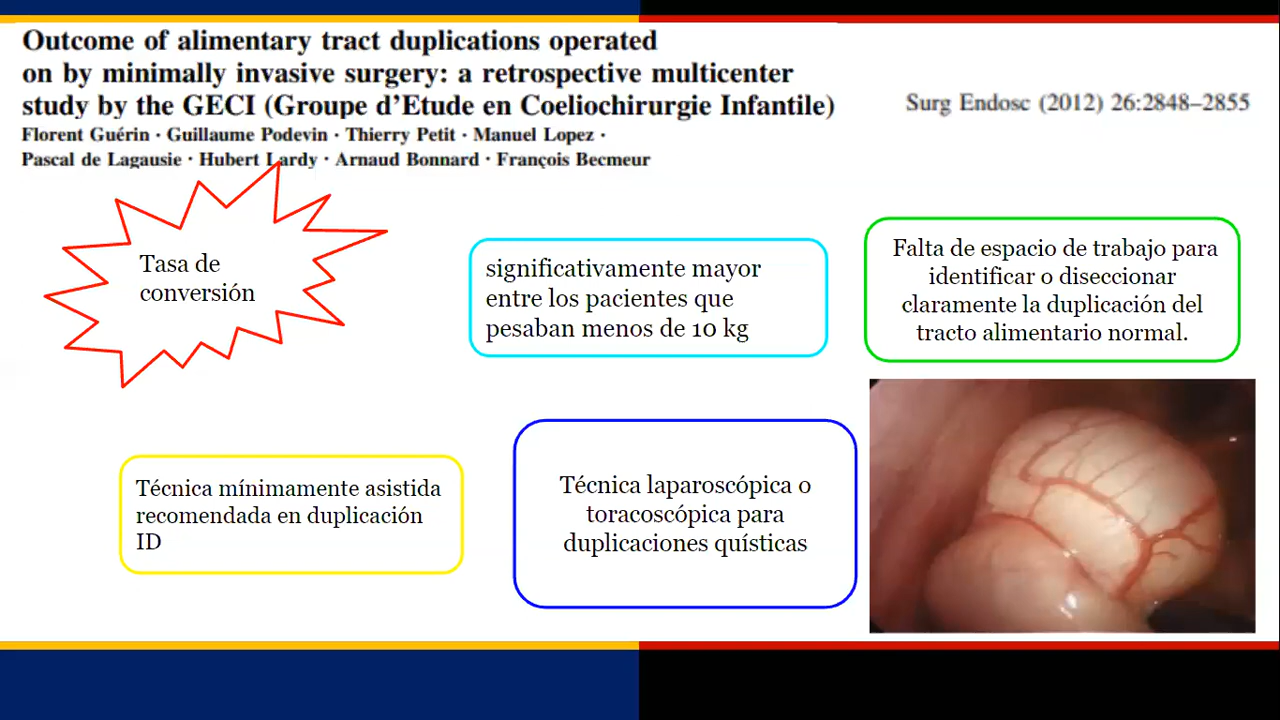 Outcome of alimentary tract duplications operated
on by minimally invasive surgery: a retrospective multicenter
study by the GECI (Groupe d'Etude en Coeliochirurgie Infantile)
Surg Endosc (2012) 26:2848–2855
Florent Guérin · Guillaume Podevin · Thierry Petit · Manuel Lopez ·
Pascal de Lagausie · Hubert Lardy · Arnaud Bonnard · François Becmeur
Tasa de
conversión
significativamente mayor
entre los pacientes que
pesaban menos de 10 kg
Falta de espacio de trabajo para
identificar o diseccionar
claramente la duplicación del
tracto alimentario normal.
Técnica mínimamente asistida
recomendada en duplicación
ID
Técnica laparoscópica o
toracoscópica para
duplicaciones quísticas